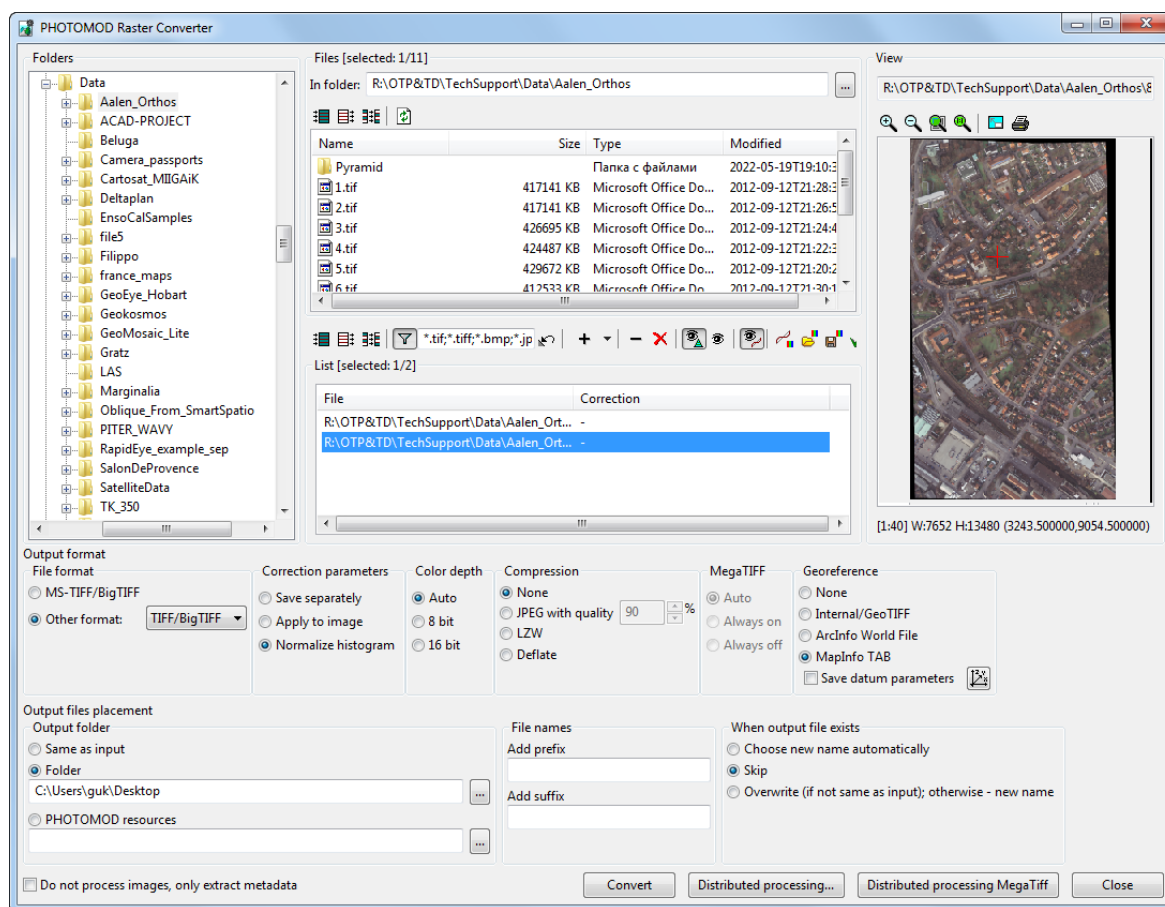 PHOTOMOD Raster Converter
Folders
Data
Aalen_Orthos
ACAD-PROJECT
Beluga
Camera_passports
Cartosat_MIIGAiK
Deltaplan
EnsoCalSamples
file5
Filippo
france_maps
GeoEye_Hobart
Geokosmos
GeoMosaic_Lite
Gratz
LAS
Marginalia
Oblique_From_SmartSpatio
PITER_WAVY
RapidEye_example_sep
SalonDeProvence
SatelliteData
TK_350
Files [selected: 1/11]
In folder: R:\OTP&TD\TechSupport\Data\Aalen_Orthos ...
Name Size Type Modified
Pyramid Папка с файлами 2022-05-19T19:10:3
1.tif 417141 KB Microsoft Office Do... 2012-09-12T21:28:3
2.tif 417141 KB Microsoft Office Do... 2012-09-12T21:26:5
3.tif 426695 KB Microsoft Office Do... 2012-09-12T21:24:4
4.tif 424487 KB Microsoft Office Do... 2012-09-12T21:22:3
5.tif 429672 KB Microsoft Office Do... 2012-09-12T21:20:2
6.tif 412533 KB Microsoft Office Do... 2012-09-12T21:30:1
*.tif;*.tiff;*.bmp;*.jp
List [selected: 1/2]
File Correction
R:\OTP&TD\TechSupport\Data\Aalen_Ort... -
R:\OTP&TD\TechSupport\Data\Aalen_Ort... -
View
R:\OTP&TD\TechSupport\Data\Aalen_Orthos\8
[1:40] W:7652 H:13480 (3243.500000,9054.500000)
Output format
File format
MS-TIFF/BigTIFF
Other format: TIFF/BigTIFF
Correction parameters
Save separately
Apply to image
Normalize histogram
Color depth
Auto
8 bit
16 bit
Compression
None
JPEG with quality 90 %
LZW
Deflate
MegaTIFF
Auto
Always on
Always off
Georeference
None
Internal/GeoTIFF
ArcInfo World File
MapInfo TAB
Save datum parameters
Output files placement
Output folder
Same as input
Folder
C:\Users\guk\Desktop ...
PHOTOMOD resources
...
File names
Add prefix
Add suffix
When output file exists
Choose new name automatically
Skip
Overwrite (if not same as input); otherwise - new name
Do not process images, only extract metadata
Convert
Distributed processing...
Distributed processing MegaTiff
Close